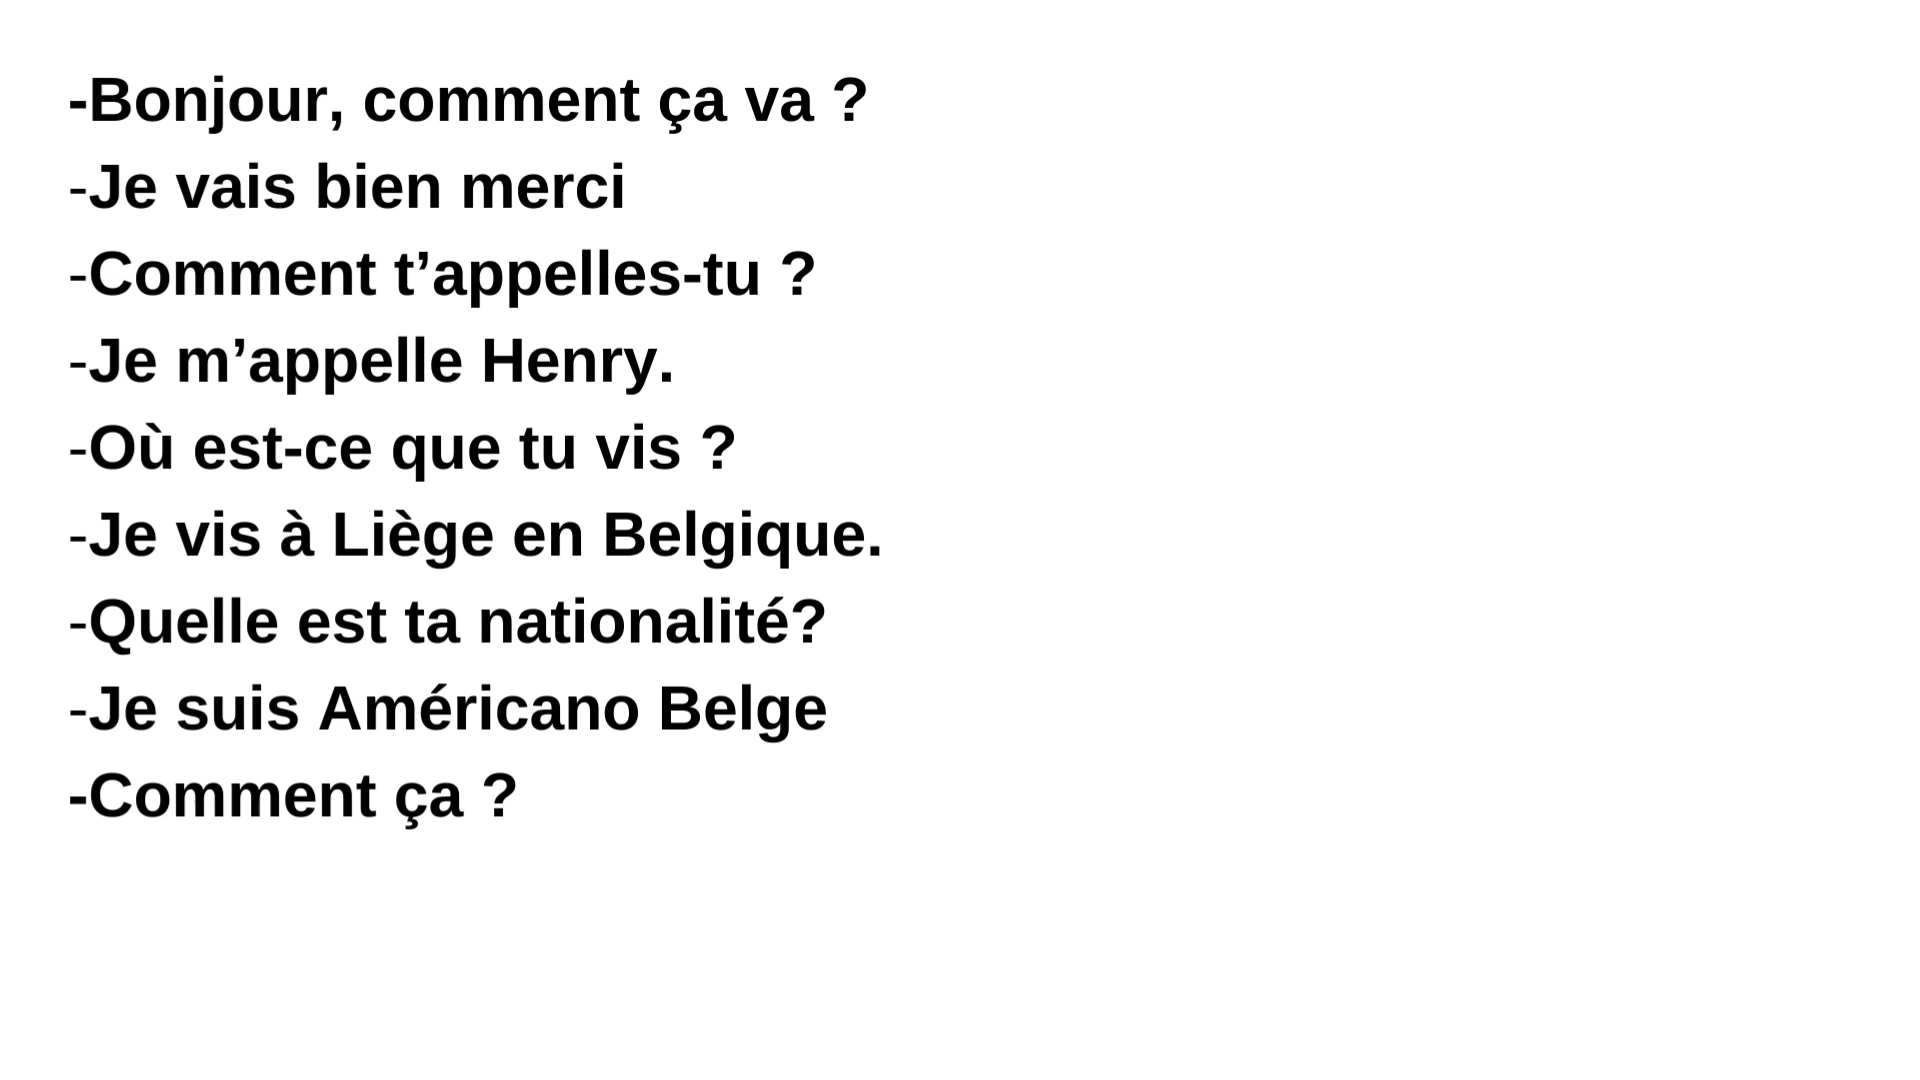 -Bonjour, comment ça va ?
-Je vais bien merci
-Comment t’appelles-tu ?
-Je m’appelle Henry.
-Où est-ce que tu vis ?
-Je vis à Liège en Belgique.
-Quelle est ta nationalité?
-Je suis Américano Belge
-Comment ça ?